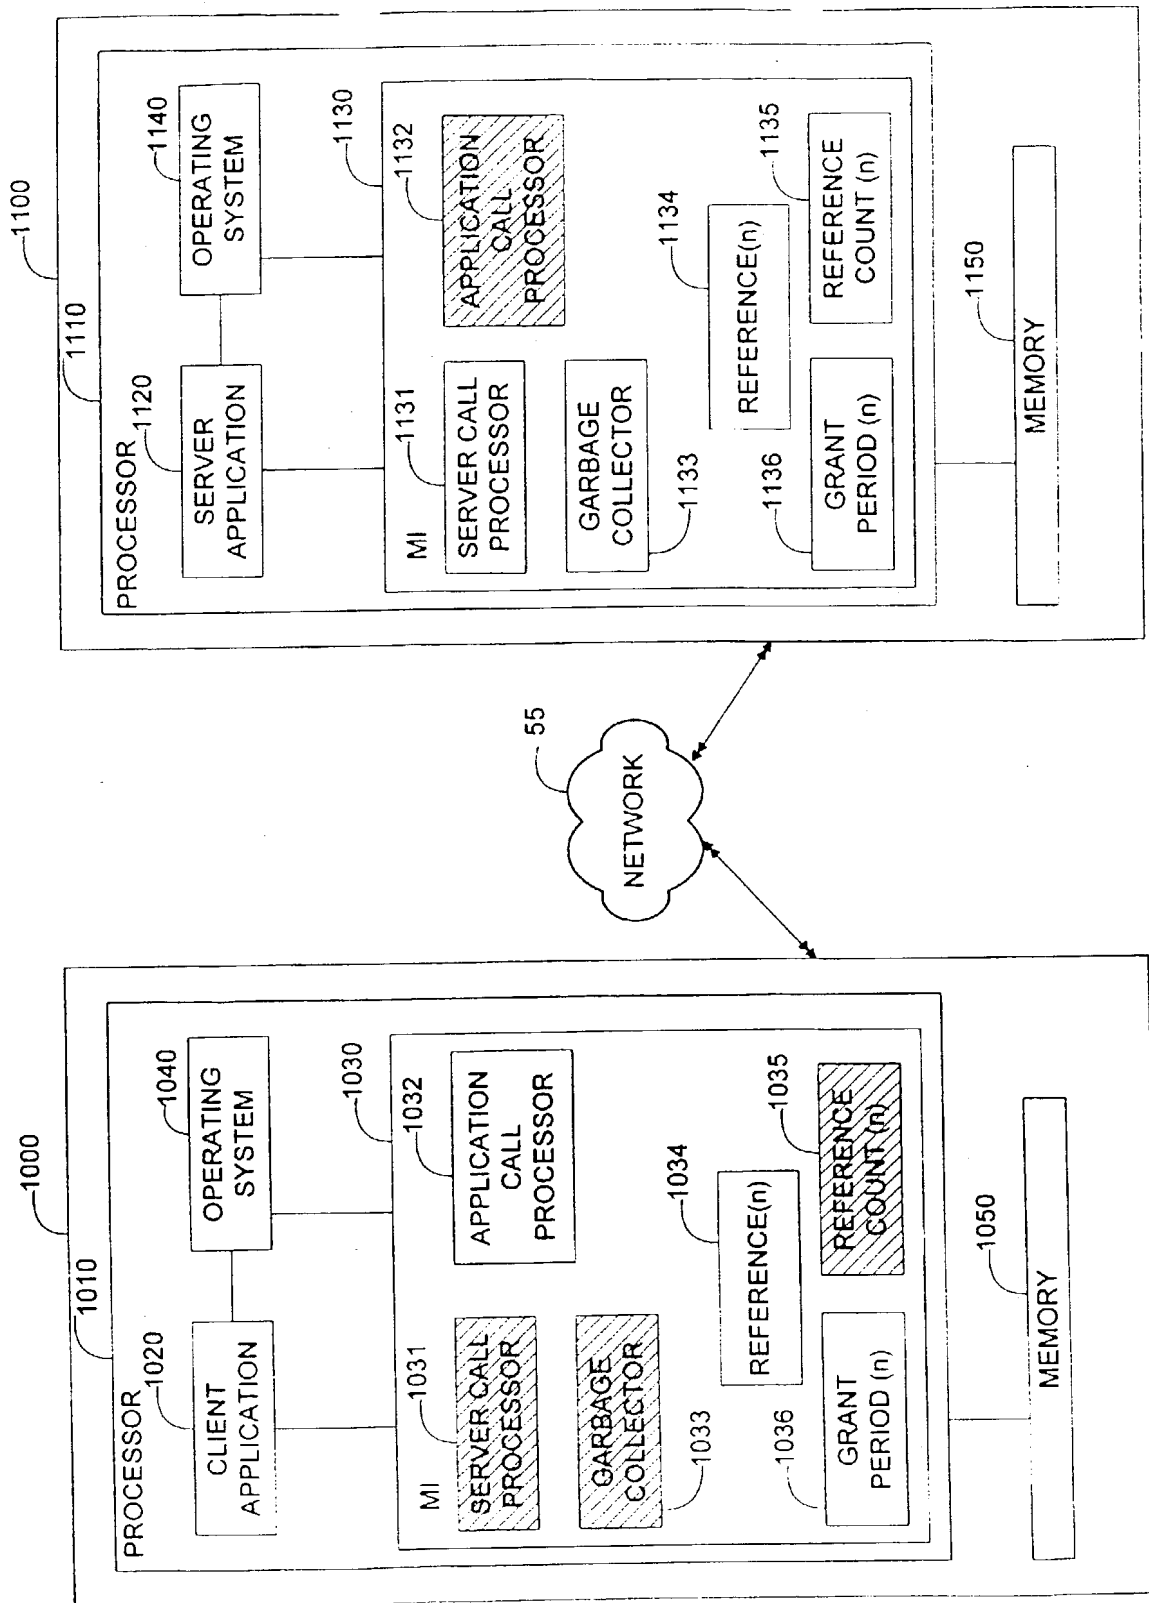 1000
1010
PROCESSOR
1020
CLIENT
APPLICATION
1040
OPERATING
SYSTEM
1030
MI
1031
SERVER CALL
PROCESSOR
1032
APPLICATION
CALL
PROCESSOR
GARBAGE
COLLECTOR
1033
1034
REFERENCE(n)
1035
REFERENCE
COUNT (n)
1036
GRANT
PERIOD (n)
1050
MEMORY
55
NETWORK
1100
1110
PROCESSOR
1120
SERVER
APPLICATION
1140
OPERATING
SYSTEM
1130
MI
1131
SERVER CALL
PROCESSOR
1132
APPLICATION
CALL
PROCESSOR
GARBAGE
COLLECTOR
1133
1134
REFERENCE(n)
1135
REFERENCE
COUNT (n)
1136
GRANT
PERIOD (n)
1150
MEMORY